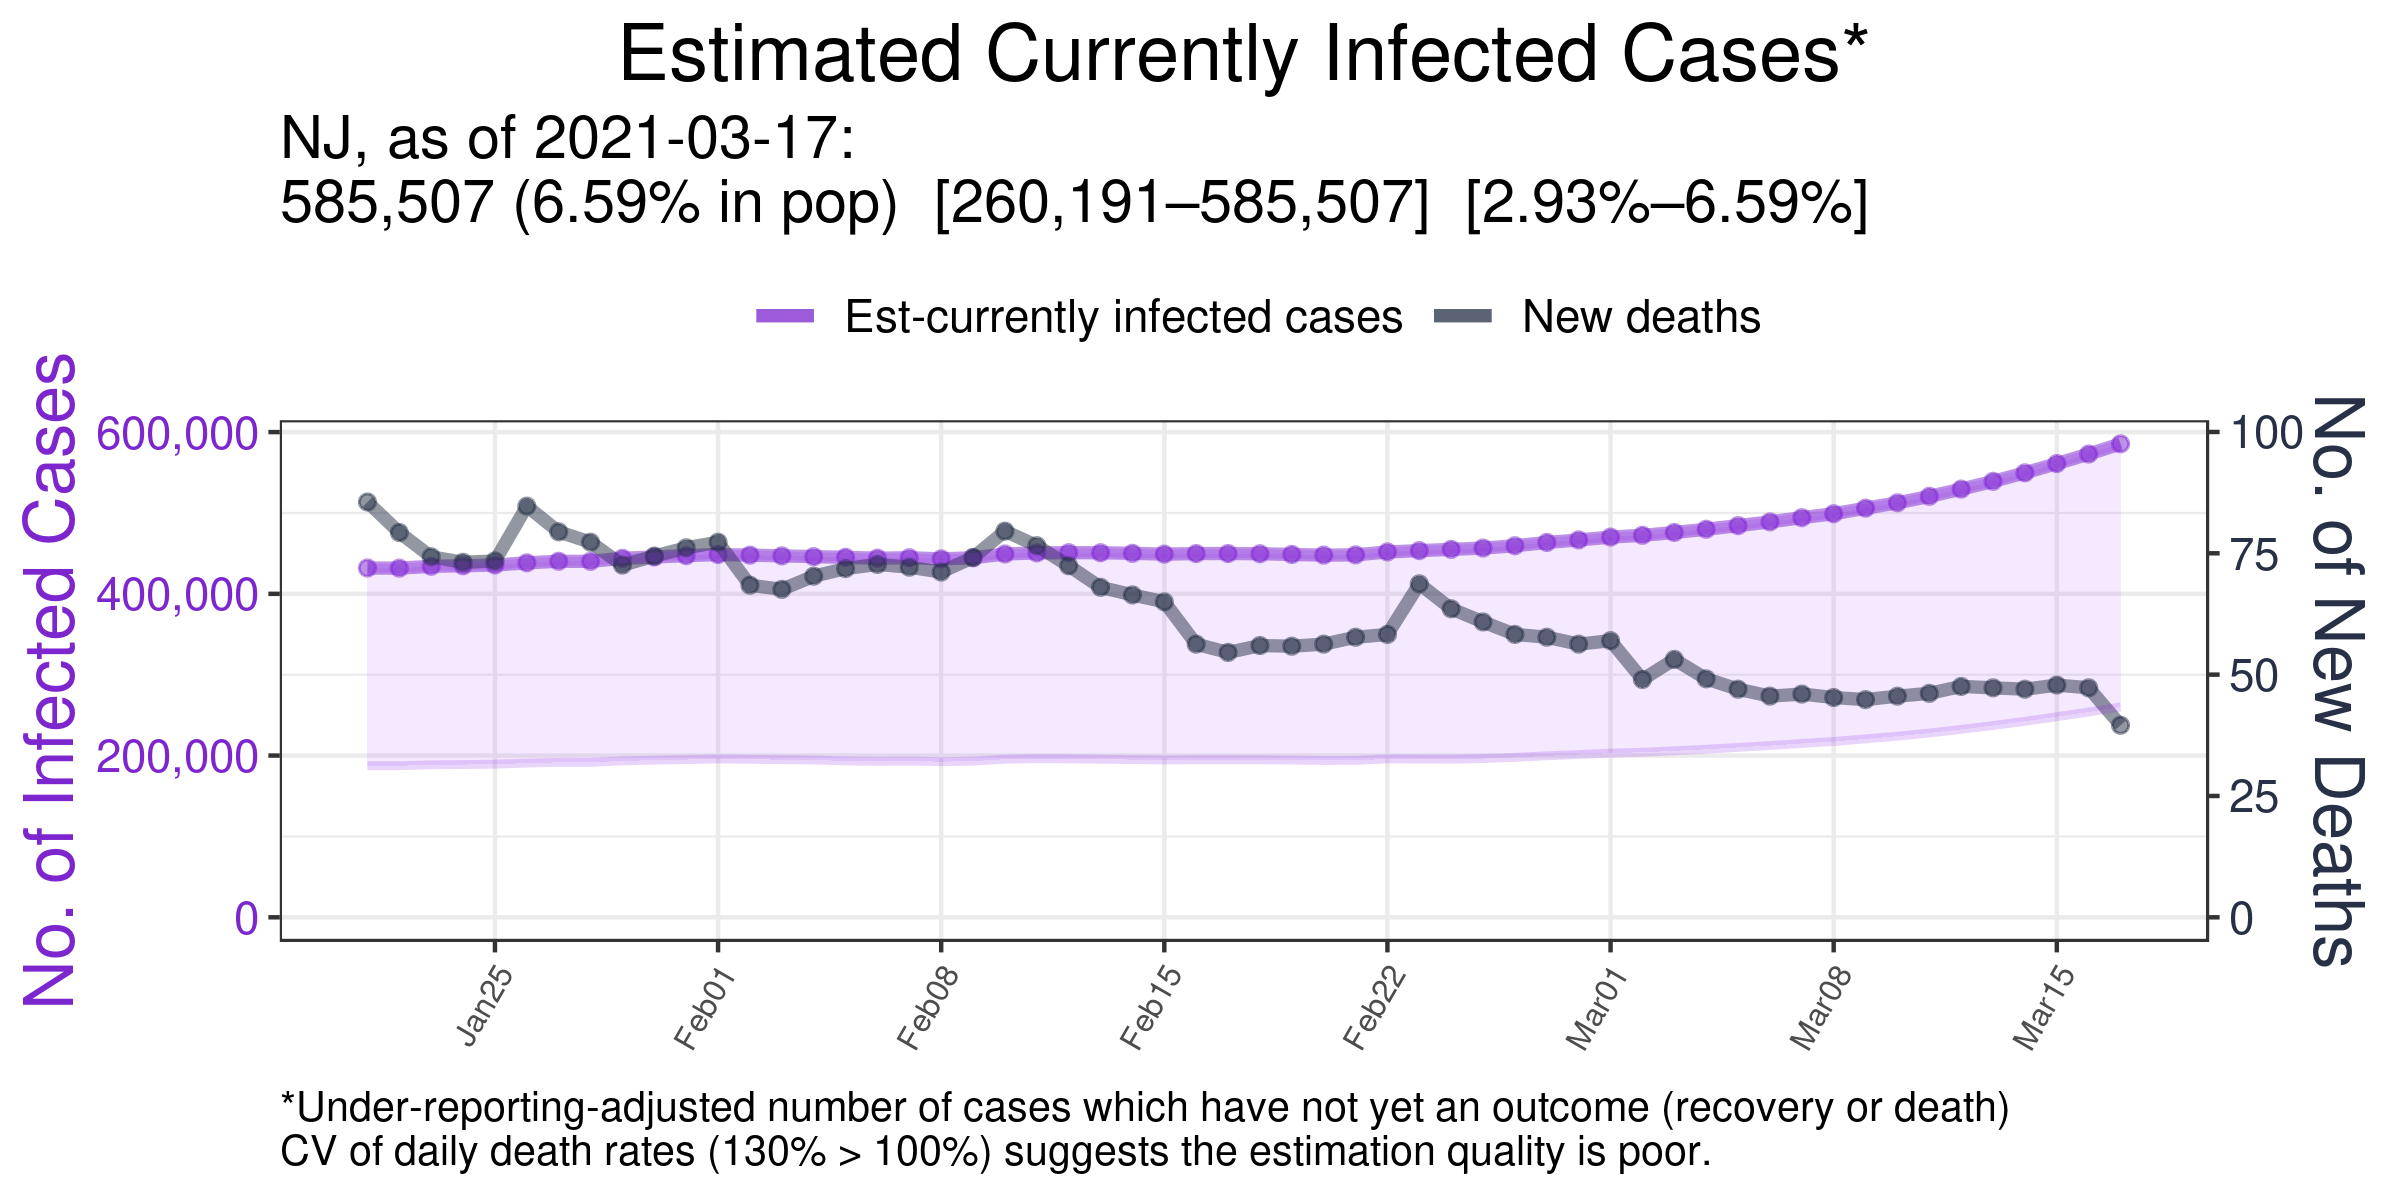 Estimated Currently Infected Cases*
NJ, as of 2021-03-17:
585,507 (6.59% in pop)  [260,191–585,507]  [2.93%–6.59%]
Est-currently infected cases
New deaths
No. of Infected Cases
600,000
400,000
200,000
0
100
75
50
25
0
No. of New Deaths
Jan25
Feb01
Feb08
Feb15
Feb22
Mar01
Mar08
Mar15
*Under-reporting-adjusted number of cases which have not yet an outcome (recovery or death)
CV of daily death rates (130% > 100%) suggests the estimation quality is poor.